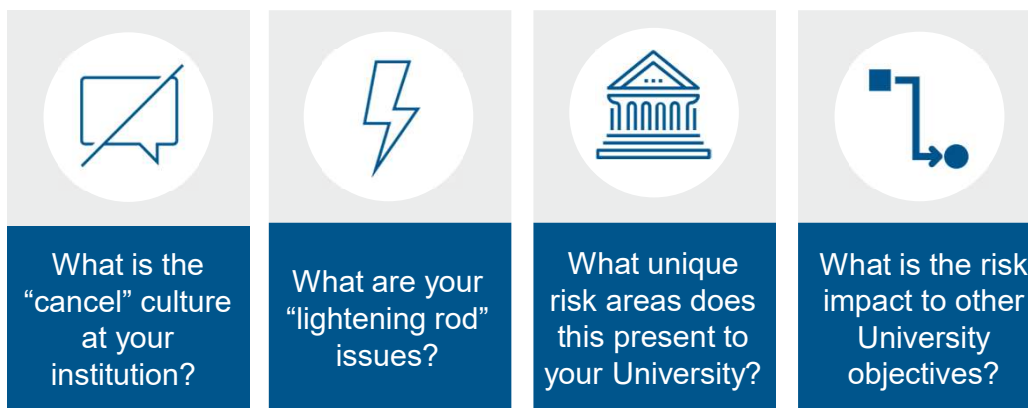 What is the
“cancel” culture
at your
institution?
What are your
“lightening rod”
issues?
What unique
risk areas does
this present to
your University?
What is the risk
impact to other
University
objectives?